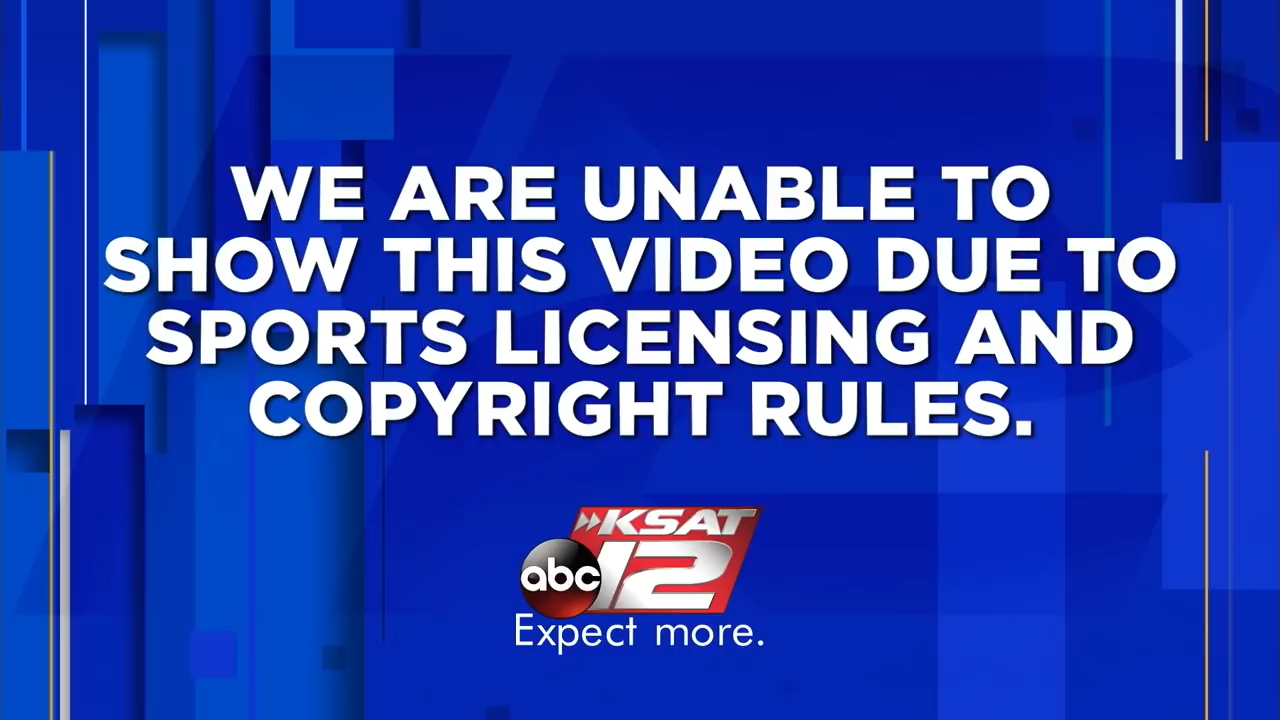 WE ARE UNABLE TO
SHOW THIS VIDEO DUE TO
SPORTS LICENSING AND
COPYRIGHT RULES.
KSAT
abc 12
Expect more.